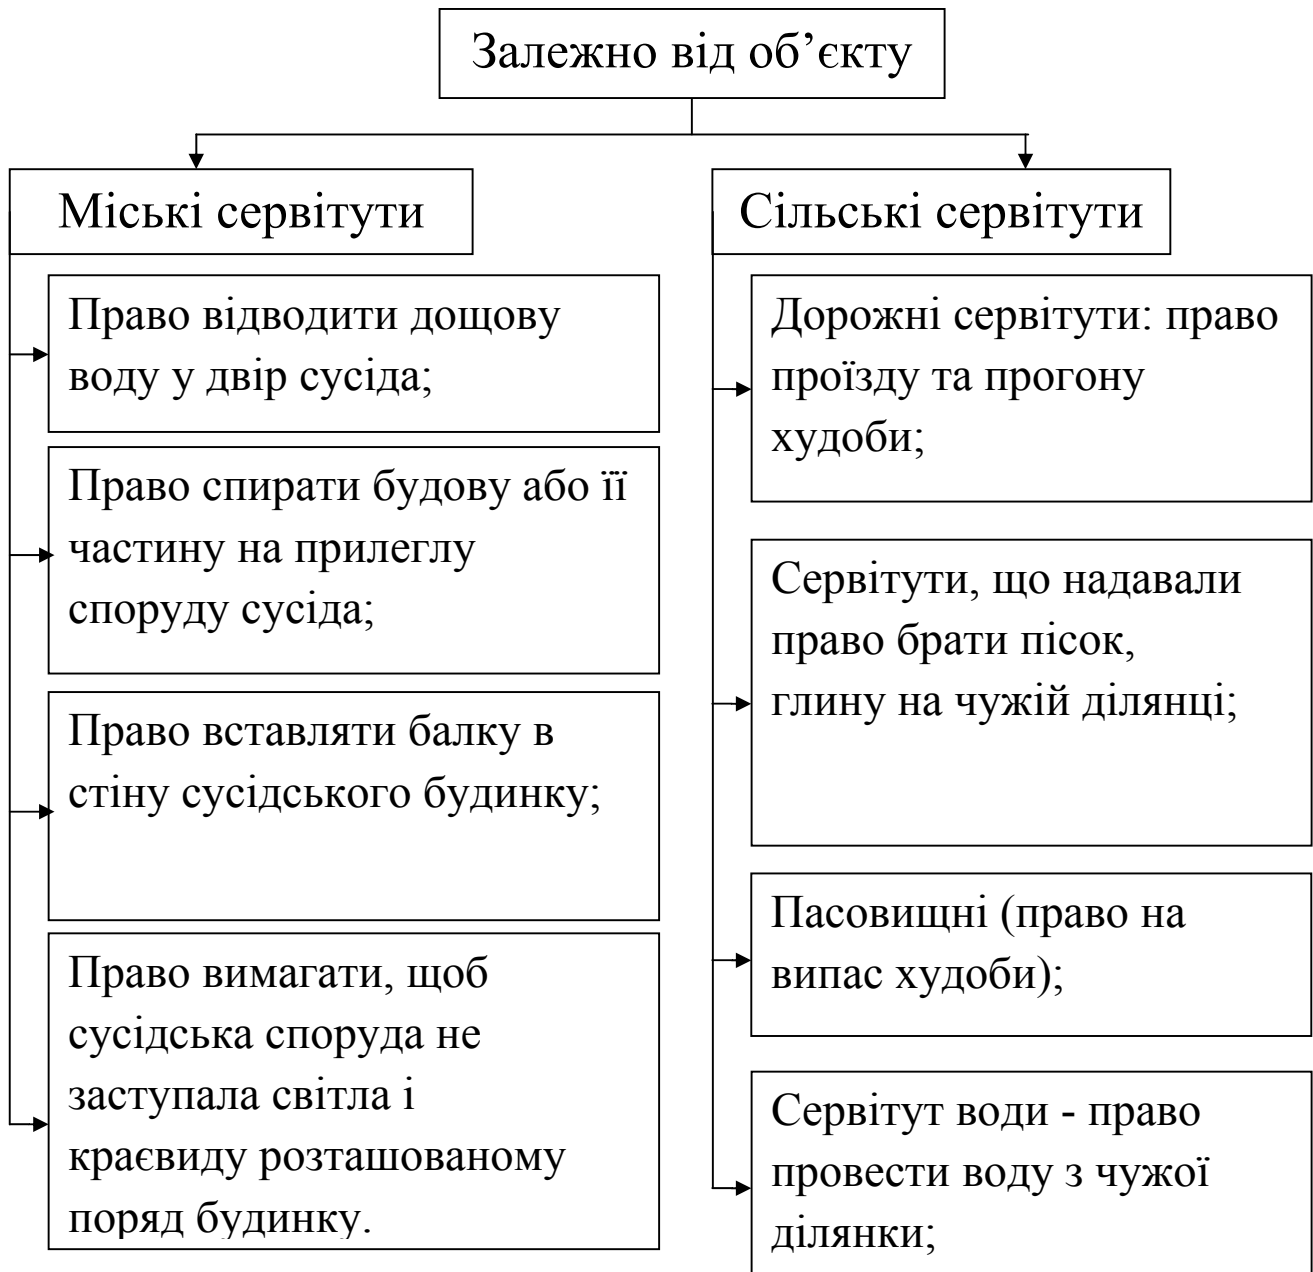 Залежно від об’єкту
Міські сервітути
Право відводити дощову
воду у двір сусіда;
Право спирати будову або її
частину на прилеглу
споруду сусіда;
Право вставляти балку в
стіну сусідського будинку;
Право вимагати, щоб
сусідська споруда не
заступала світла і
краєвиду розташованому
поряд будинку.
Сільські сервітути
Дорожні сервітути: право
проїзду та прогону
худоби;
Сервітути, що надавали
право брати пісок,
глину на чужій ділянці;
Пасовищні (право на
випас худоби);
Сервітут води - право
провести воду з чужої
ділянки;